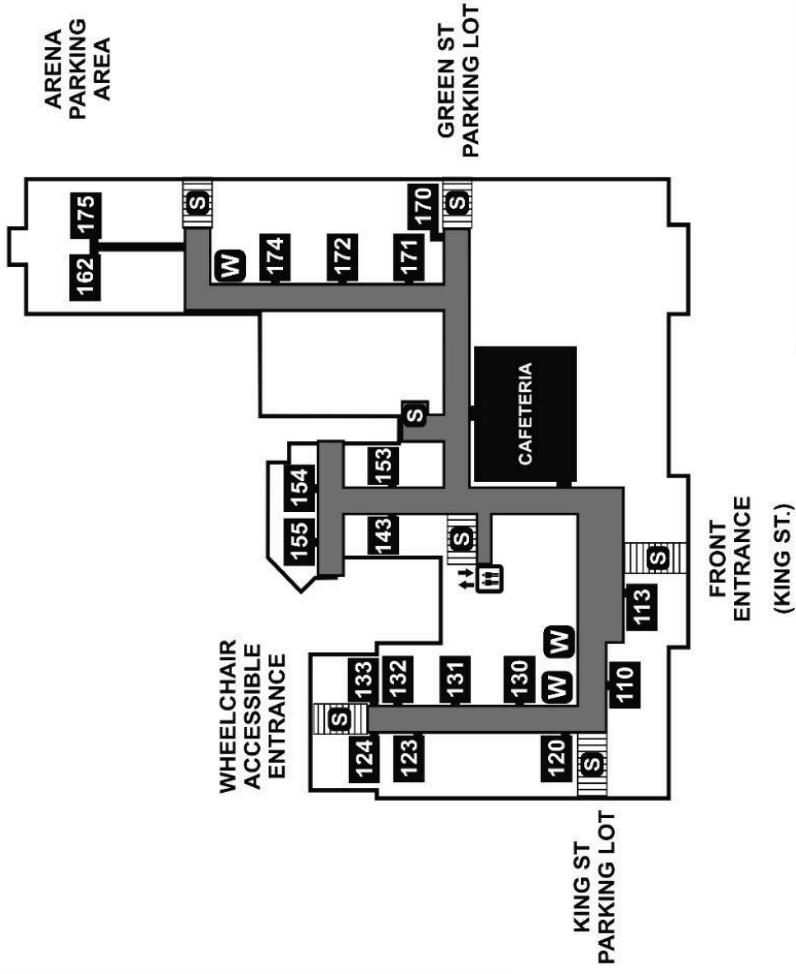 ARENA
PARKING
AREA
GREEN ST
PARKING LOT
175
162
S
W
174
172
171
170
S
S
CAFETERIA
154
153
155
143
S
WHEELCHAIR
ACCESSIBLE
ENTRANCE
S
133
132
131
130
W
W
124
123
120
S
113
110
S
FRONT
ENTRANCE
(KING ST.)
KING ST
PARKING LOT